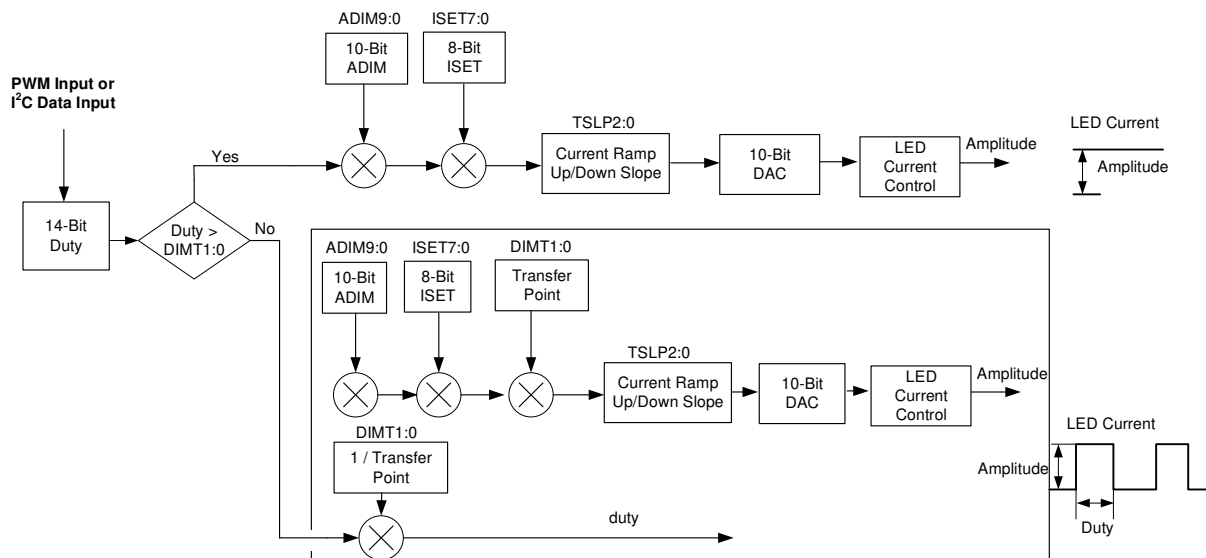 PWM Input or
I²C Data Input
14-Bit
Duty
Duty >
DIMT1:0
Yes
No
ADIM9:0
10-Bit
ADIM
ISET7:0
8-Bit
ISET
TSLP2:0
Current Ramp
Up/Down Slope
10-Bit
DAC
LED
Current
Control
Amplitude
LED Current
Amplitude
ADIM9:0
10-Bit
ADIM
ISET7:0
8-Bit
ISET
DIMT1:0
Transfer
Point
TSLP2:0
Current Ramp
Up/Down Slope
10-Bit
DAC
LED
Current
Control
Amplitude
DIMT1:0
1 / Transfer
Point
duty
LED Current
Amplitude
Duty